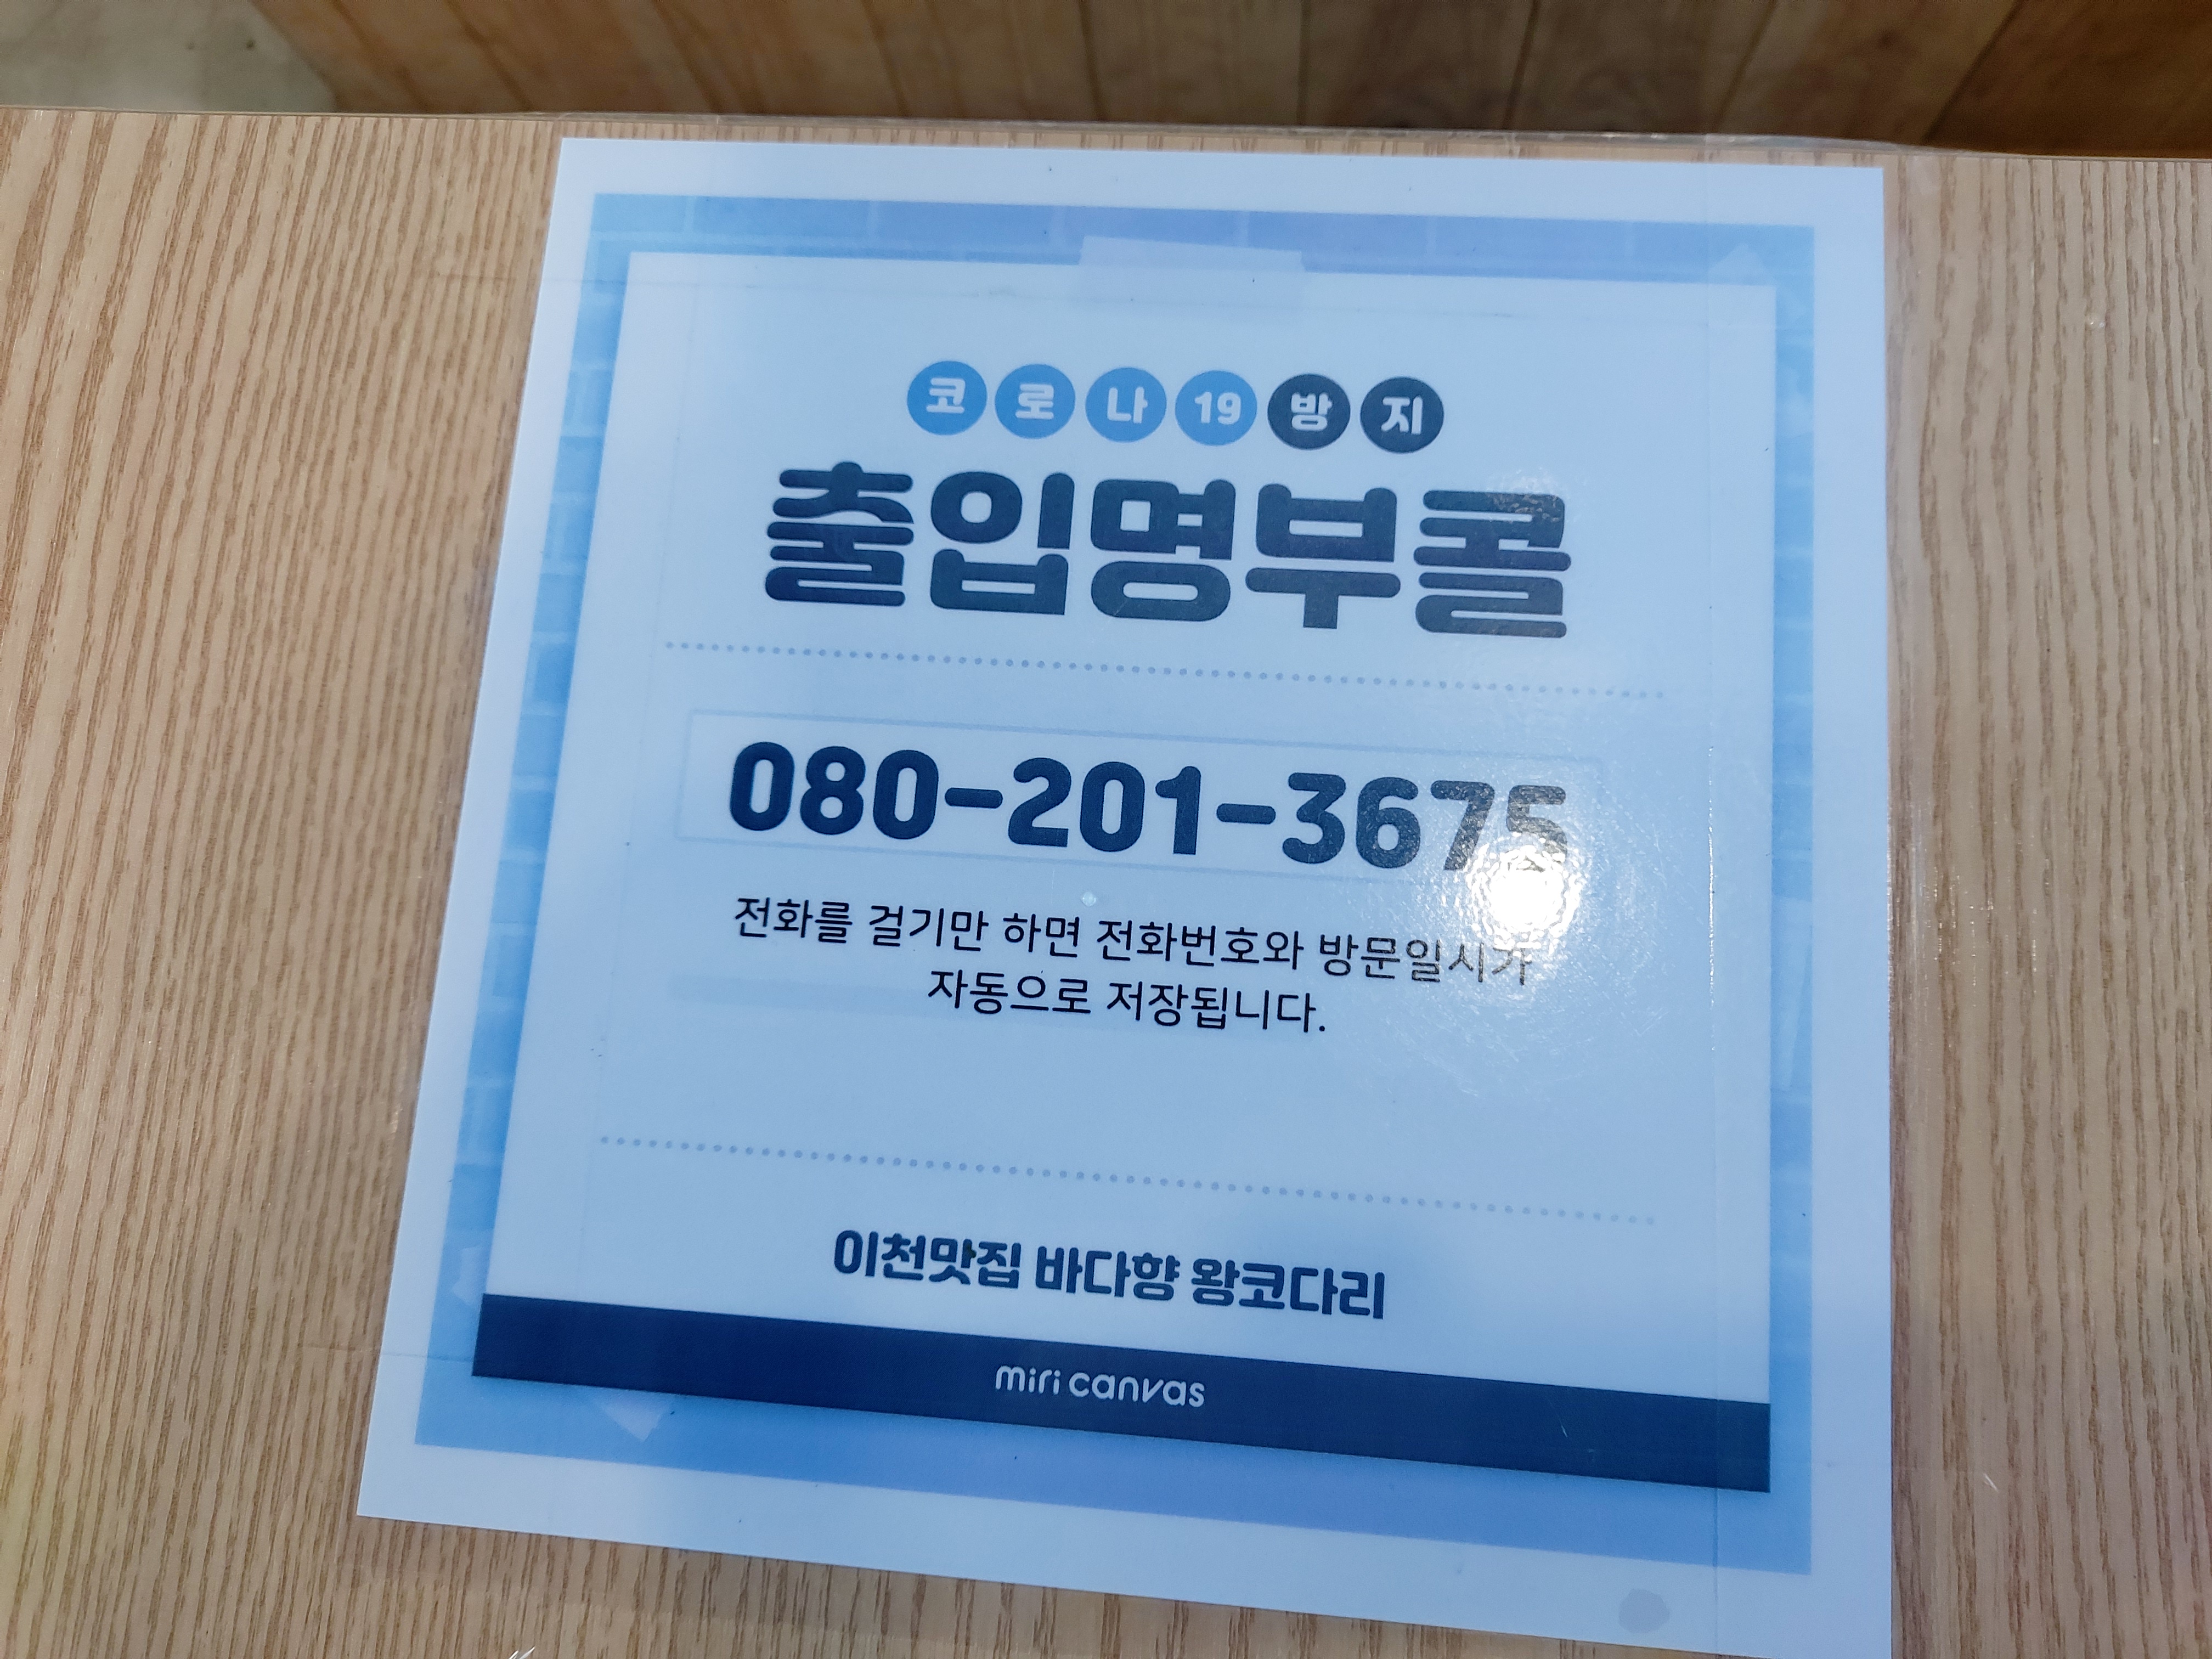 코로나19방지
출입명부콜
080-201-3675
전화를 걸기만 하면 전화번호와 방문일시가
자동으로 저장됩니다.
이천맛집 바다향 왕코다리
miri canvas